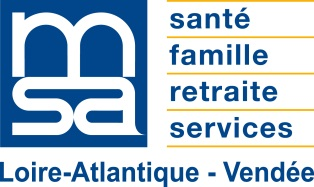 msa
santé
famille
retraite
services
Loire-Atlantique - Vendée